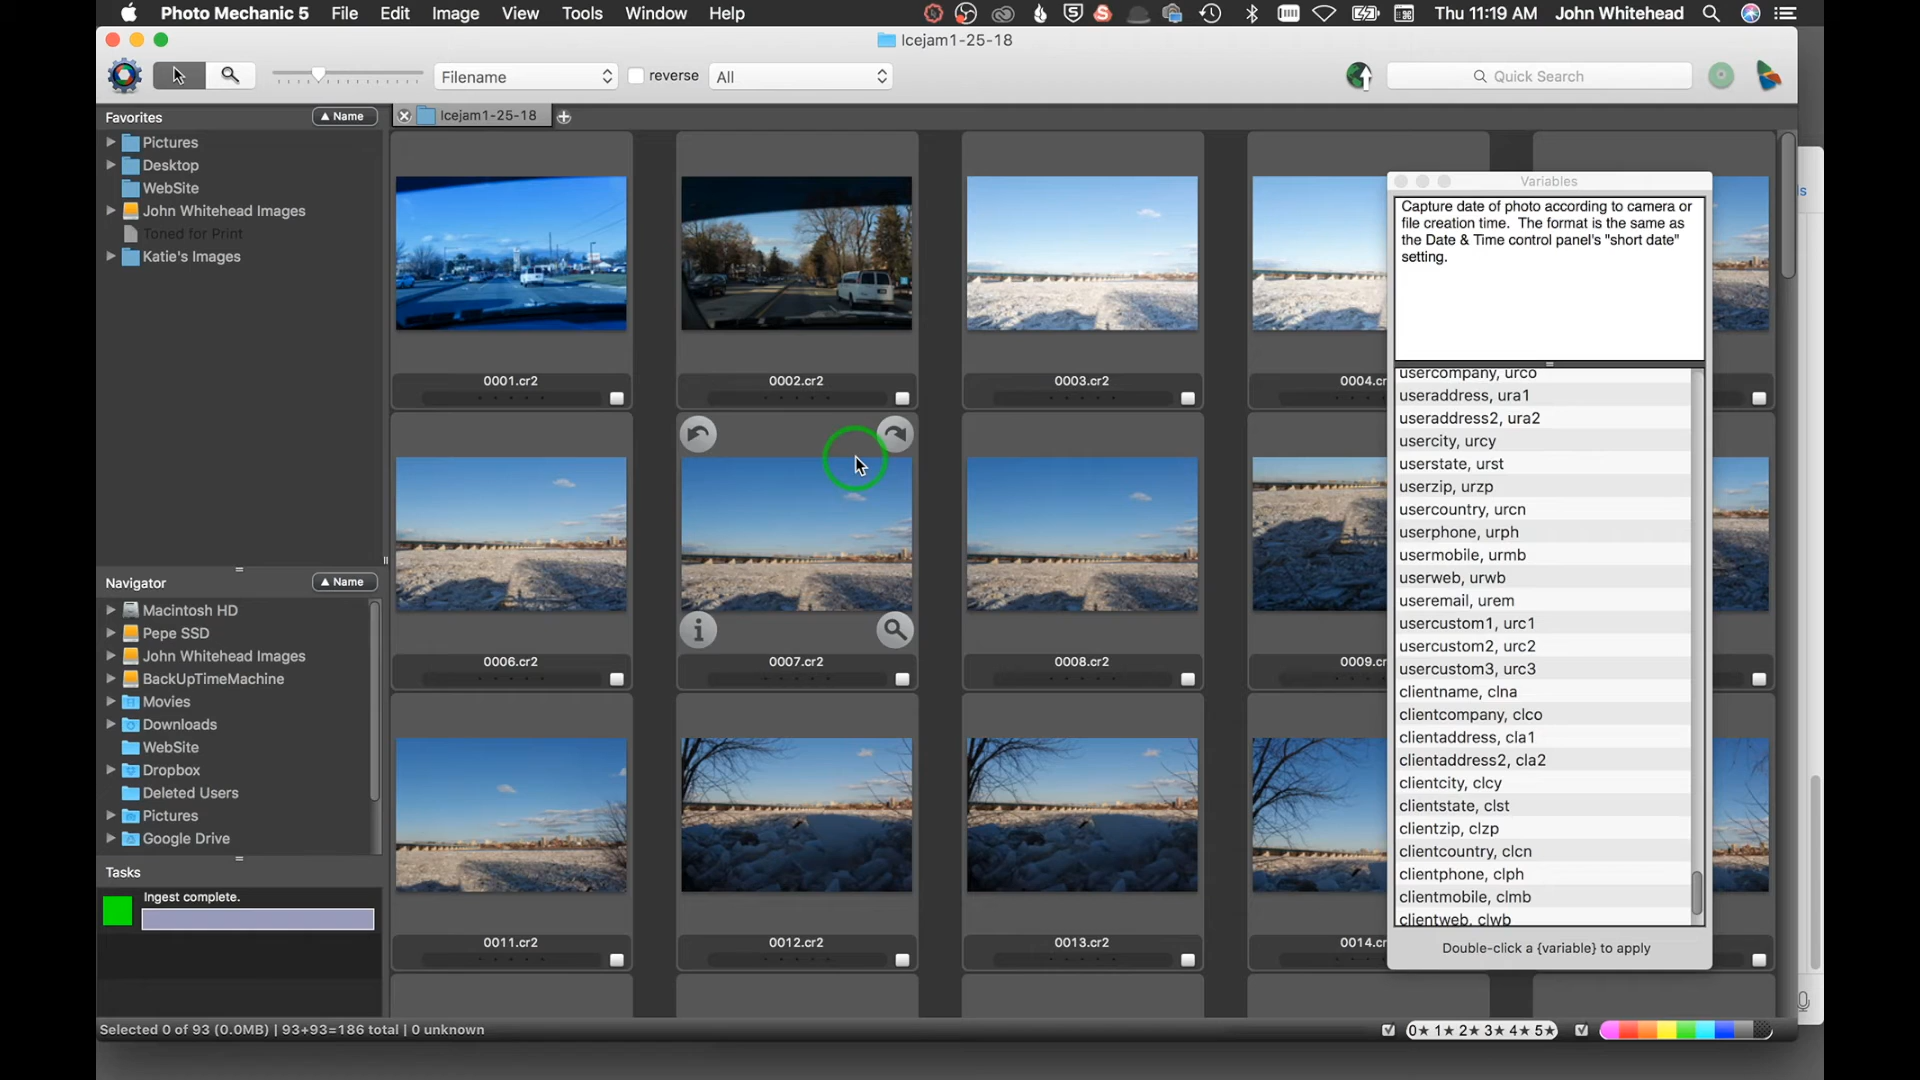 Photo Mechanic 5 File Edit Image View Tools Window Help Thu 11:19 AM John Whitehead
Icejam1-25-18
Filename reverse All Quick Search
Favorites ▲ Name
Pictures
Desktop
WebSite
John Whitehead Images
Toned for Print
Katie's Images
Navigator ▲ Name
Macintosh HD
Pepe SSD
John Whitehead Images
BackUpTimeMachine
Movies
Downloads
WebSite
Dropbox
Deleted Users
Pictures
Google Drive
Tasks
Ingest complete.
Icejam1-25-18
0001.cr2 0002.cr2 0003.cr2 0004.cr
0006.cr2 0007.cr2 0008.cr2 0009.cr
0011.cr2 0012.cr2 0013.cr2 0014.cr
Variables
Capture date of photo according to camera or
file creation time. The format is the same as
the Date & Time control panel's "short date"
setting.
usercompany, urco
useraddress, ura1
useraddress2, ura2
usercity, urcy
userstate, urst
userzip, urzp
usercountry, urcn
userphone, urph
usermobile, urmb
userweb, urwb
useremail, urem
usercustom1, urc1
usercustom2, urc2
usercustom3, urc3
clientname, clna
clientcompany, clco
clientaddress, cla1
clientaddress2, cla2
clientcity, clcy
clientstate, clst
clientzip, clzp
clientcountry, clcn
clientphone, clph
clientmobile, clmb
clientweb, clwb
Double-click a {variable} to apply
Selected 0 of 93 (0.0MB) | 93+93=186 total | 0 unknown
0★ 1★ 2★ 3★ 4★ 5★